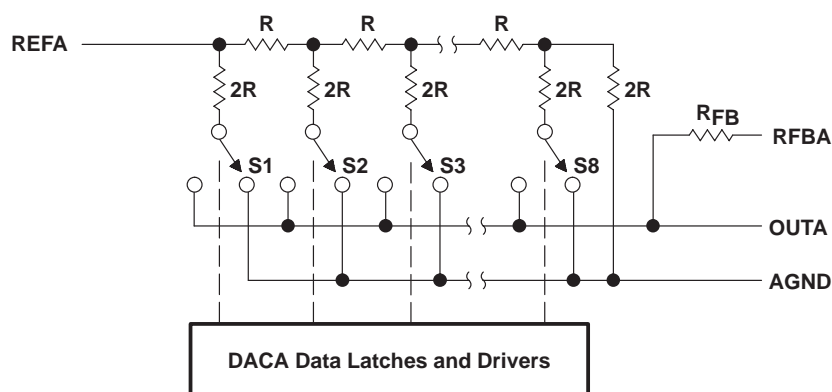 R R R
REFA
2R 2R 2R 2R 2R
RFB
RFBA
S1 S2 S3 S8
OUTA
AGND
DACA Data Latches and Drivers